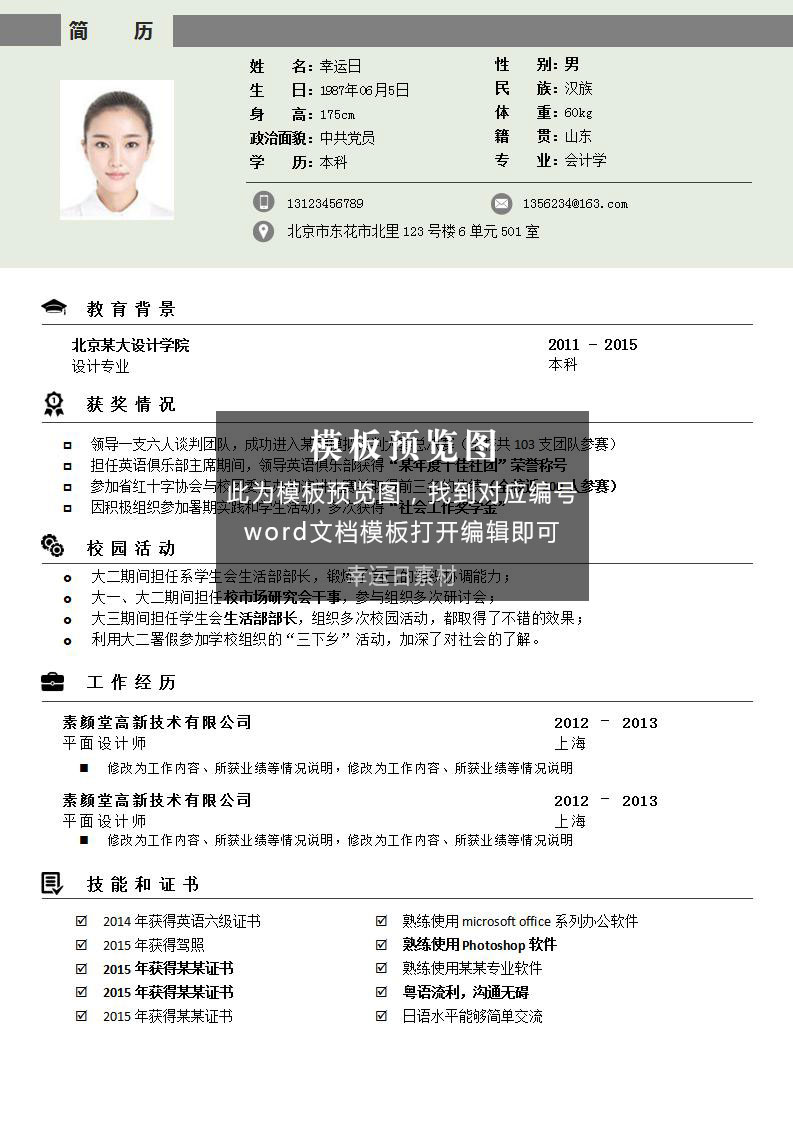 简 历
姓 名：幸运日 性 别：男
生 日：1987年06月5日 民 族：汉族
身 高：175cm 体 重：60kg
政治面貌：中共党员 籍 贯：山东
学 历：本科 专 业：会计学
13123456789 1356234@163.com
北京市东花市北里 123 号楼 6 单元 501 室
教育背景
北京某大设计学院 2011 – 2015
设计专业 本科
获奖情况
领导一支六人谈判团队，成功进入某 共 103 支团队参赛）
担任英语俱乐部主席期间，领导英语俱乐部获得“某年度十佳社团”荣誉称号
参加省红十字协会与校 人参赛）
因积极组织参加暑期实践和学生活动，多次获得“社会工作奖学金”
模板预览图
此为模板预览图，找到对应编号
word文档模板打开编辑即可
幸运日素材
校园活动
大二期间担任系学生会生活部部长，锻 调能力；
大一、大二期间担任校市场研究会干事，参与组织多次研讨会；
大三期间担任学生会生活部部长，组织多次校园活动，都取得了不错的效果；
利用大二署假参加学校组织的“三下乡”活动，加深了对社会的了解。
工作经历
素颜堂高新技术有限公司 2012 – 2013
平面设计师 上海
修改为工作内容、所获业绩等情况说明，修改为工作内容、所获业绩等情况说明
素颜堂高新技术有限公司 2012 – 2013
平面设计师 上海
修改为工作内容、所获业绩等情况说明，修改为工作内容、所获业绩等情况说明
技能和证书
2014 年获得英语六级证书 熟练使用 microsoft office 系列办公软件
2015 年获得驾照 熟练使用 Photoshop 软件
2015 年获得某某证书 熟练使用某某专业软件
2015 年获得某某证书 粤语流利，沟通无碍
2015 年获得某某证书 日语水平能够简单交流